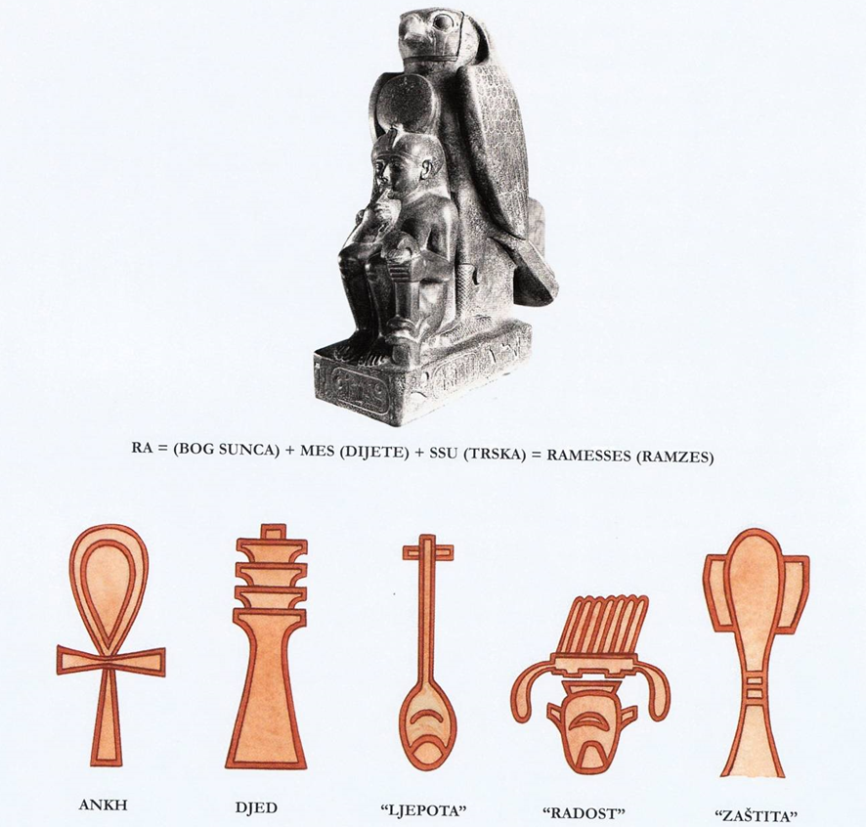 RA = (BOG SUNCA) + MES (DIJETE) + SSU (TRSKA) = RAMESSES (RAMZES)
ANKH
DJED
“LJEPOTA”
“RADOST”
“ZAŠTITA”